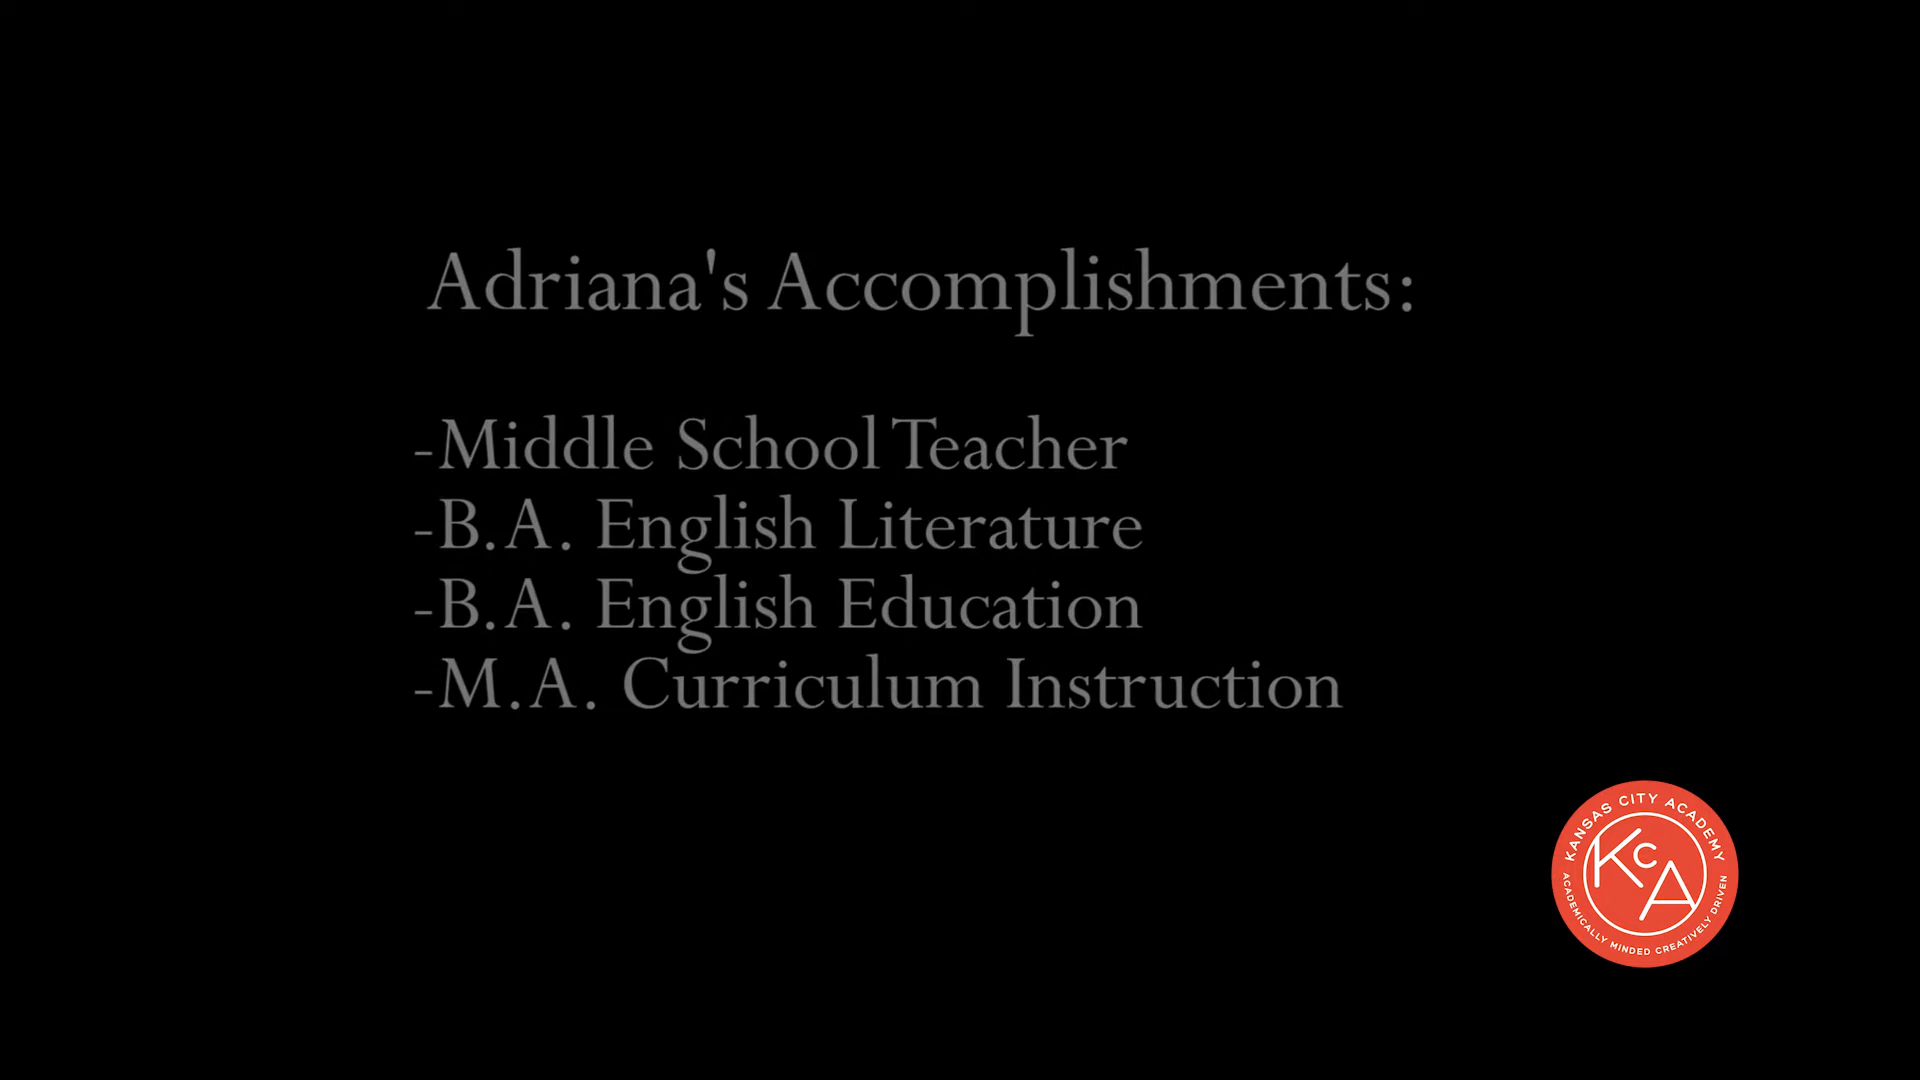 Adriana's Accomplishments:
-Middle School Teacher
-B.A. English Literature
-B.A. English Education
-M.A. Curriculum Instruction
KANSAS CITY ACADEMY
KCA
ACADEMICALLY MINDED CREATIVELY DRIVEN